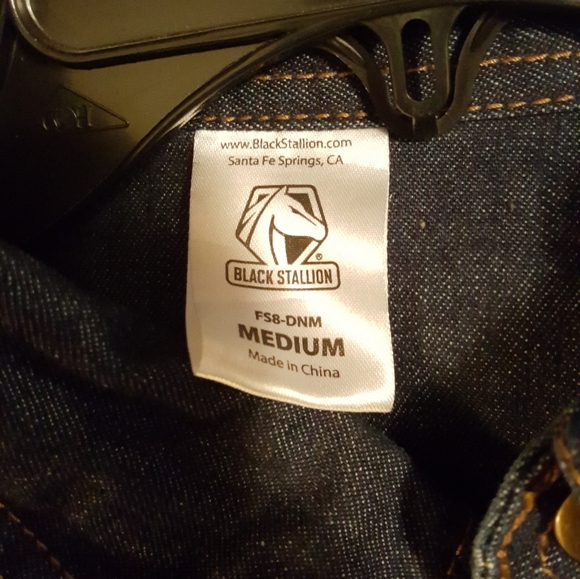 www.BlackStallion.com
Santa Fe Springs, CA
®
BLACK STALLION
FS8-DNM
MEDIUM
Made in China